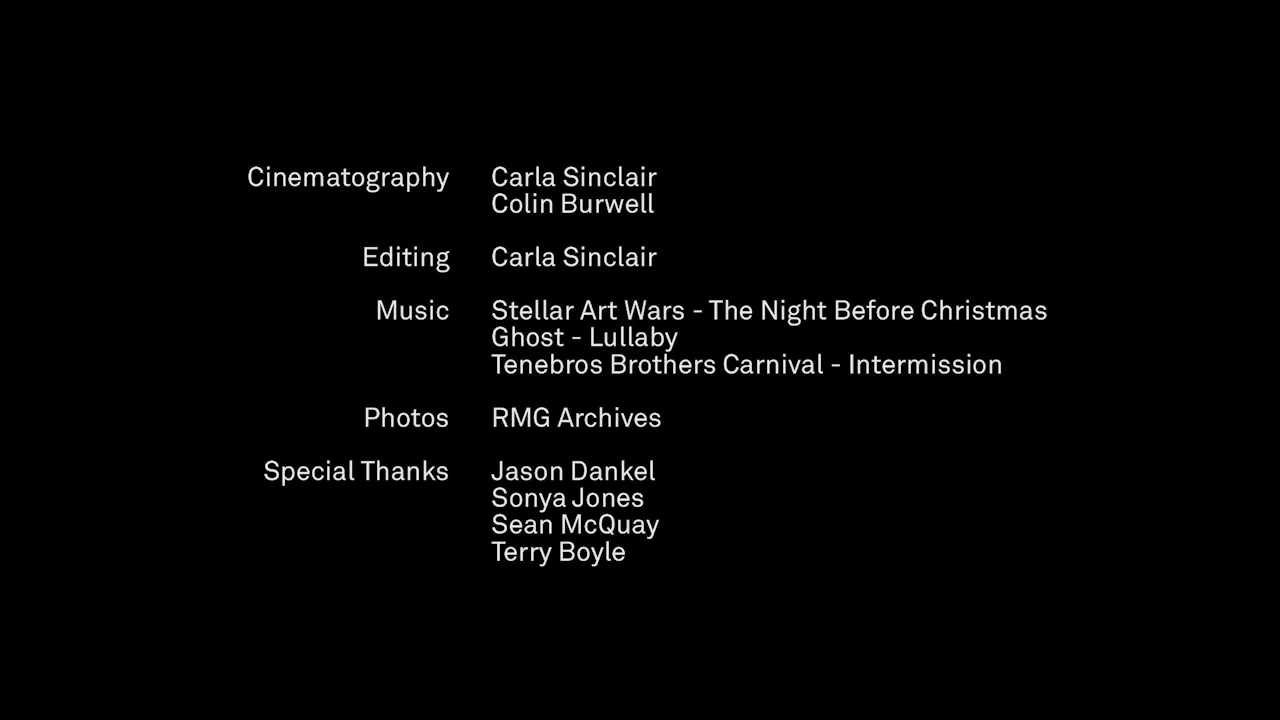 Cinematography Carla Sinclair
Colin Burwell
Editing Carla Sinclair
Music Stellar Art Wars - The Night Before Christmas
Ghost - Lullaby
Tenebros Brothers Carnival - Intermission
Photos RMG Archives
Special Thanks Jason Dankel
Sonya Jones
Sean McQuay
Terry Boyle